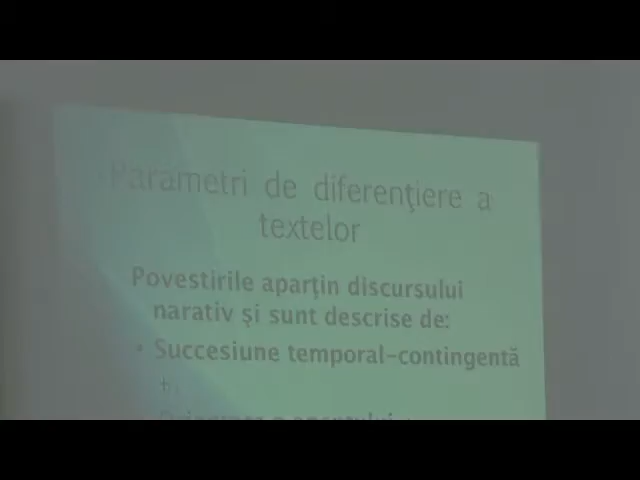 Parametri de diferenţiere a
textelor
Povestirile aparţin discursului
narativ şi sunt descrise de:
• Succesiune temporal-contingentă
+